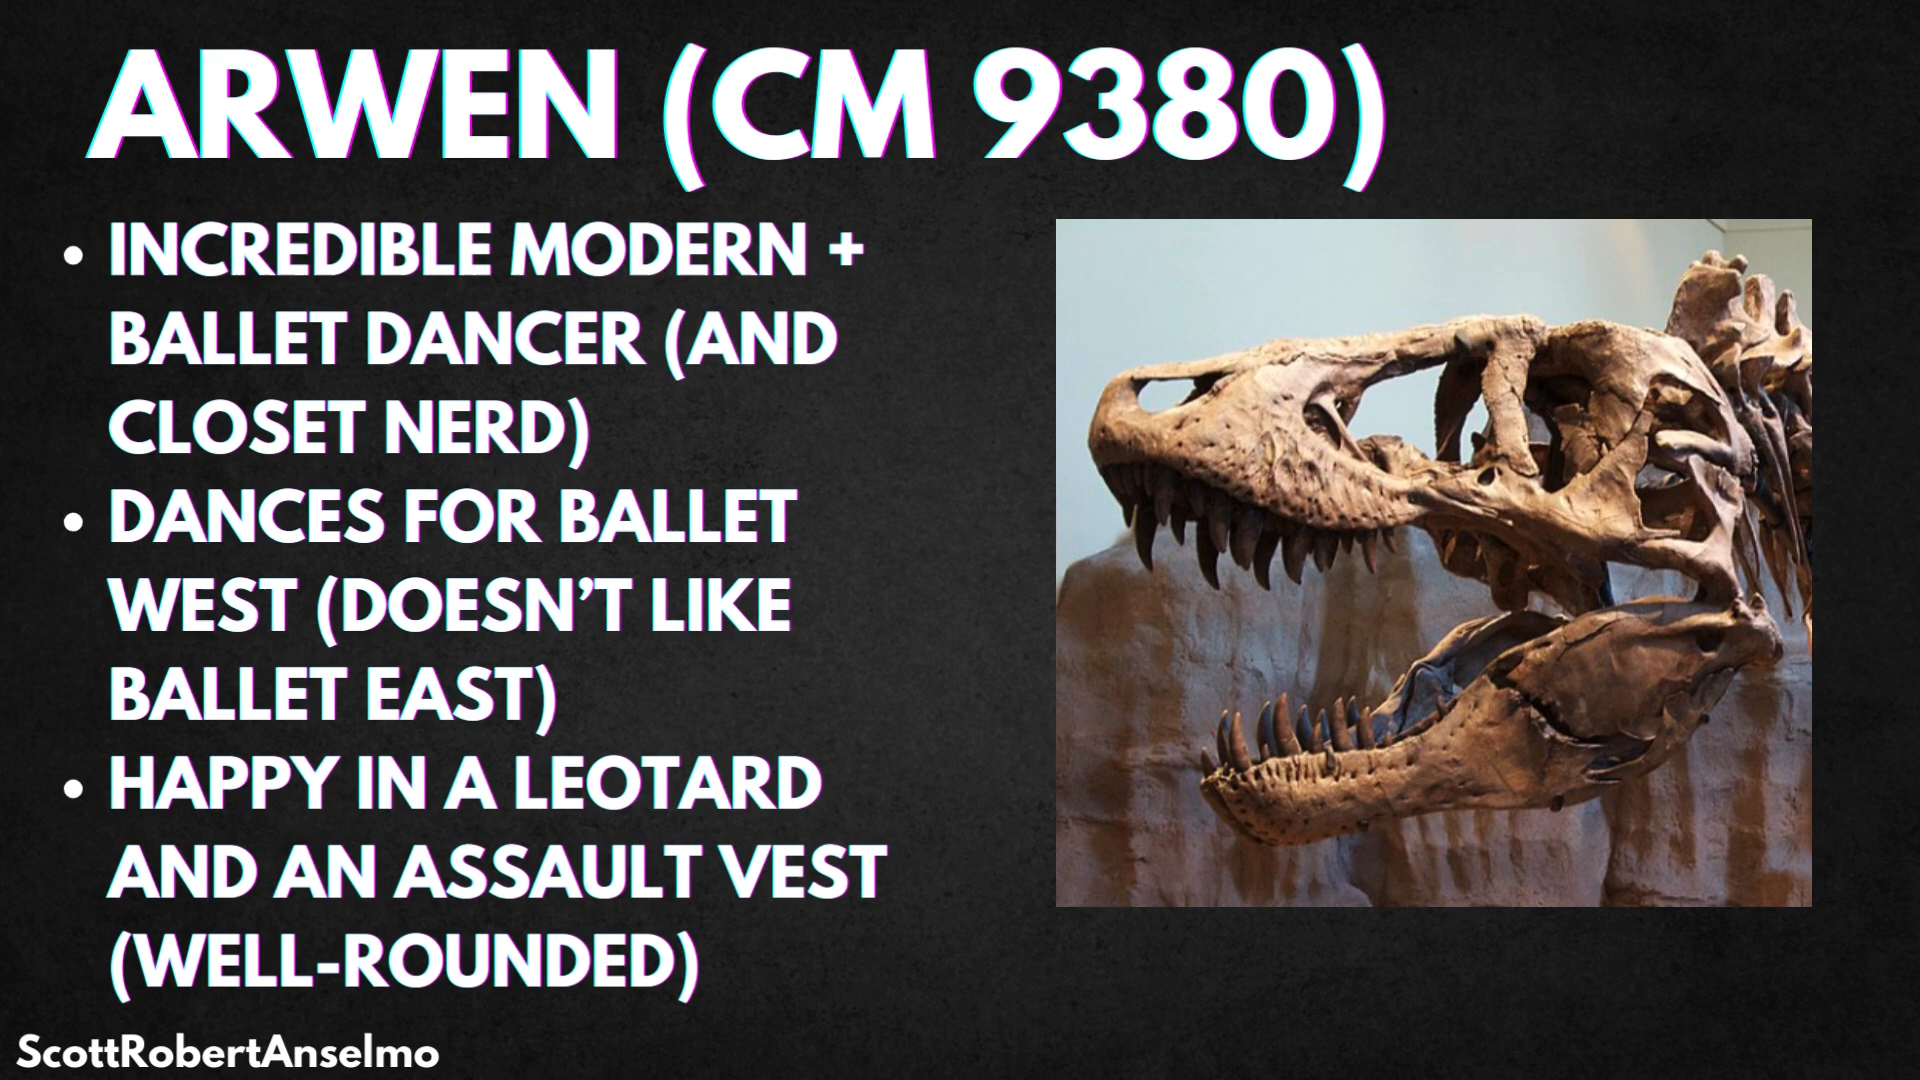 ARWEN (CM 9380)
• INCREDIBLE MODERN +
BALLET DANCER (AND
CLOSET NERD)
• DANCES FOR BALLET
WEST (DOESN’T LIKE
BALLET EAST)
• HAPPY IN A LEOTARD
AND AN ASSAULT VEST
(WELL-ROUNDED)
ScottRobertAnselmo